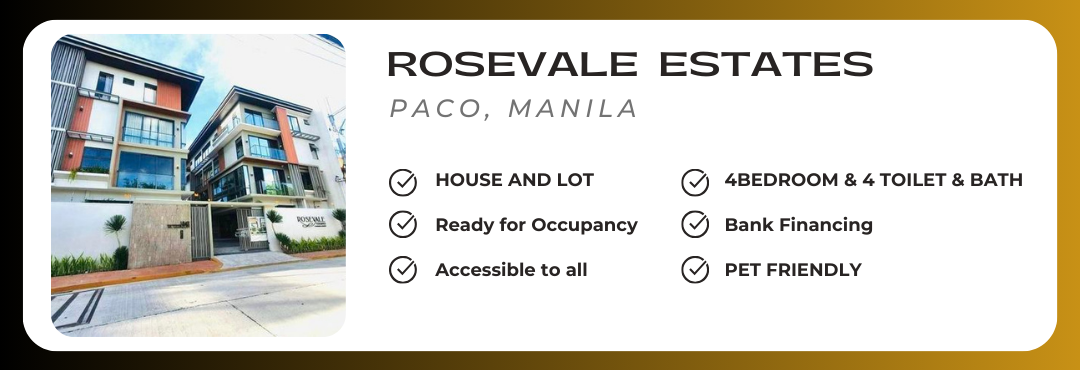 ROSEVALE ESTATES
PACO, MANILA
HOUSE AND LOT
Ready for Occupancy
Accessible to all
4BEDROOM & 4 TOILET & BATH
Bank Financing
PET FRIENDLY
ROSEVALE